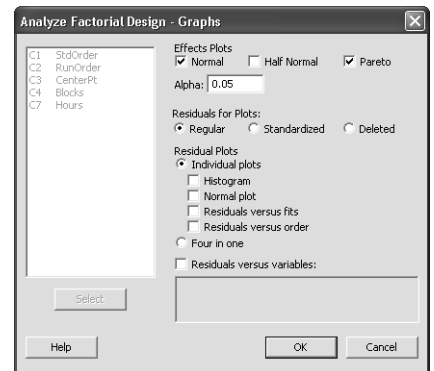 Analyze Factorial Design - Graphs
C1 StdOrder
C2 RunOrder
C3 CenterPt
C4 Blocks
C7 Hours
Select
Effects Plots
Normal Half Normal Pareto
Alpha: 0.05
Residuals for Plots:
Regular Standardized Deleted
Residual Plots
Individual plots
Histogram
Normal plot
Residuals versus fits
Residuals versus order
Four in one
Residuals versus variables:
Help OK Cancel